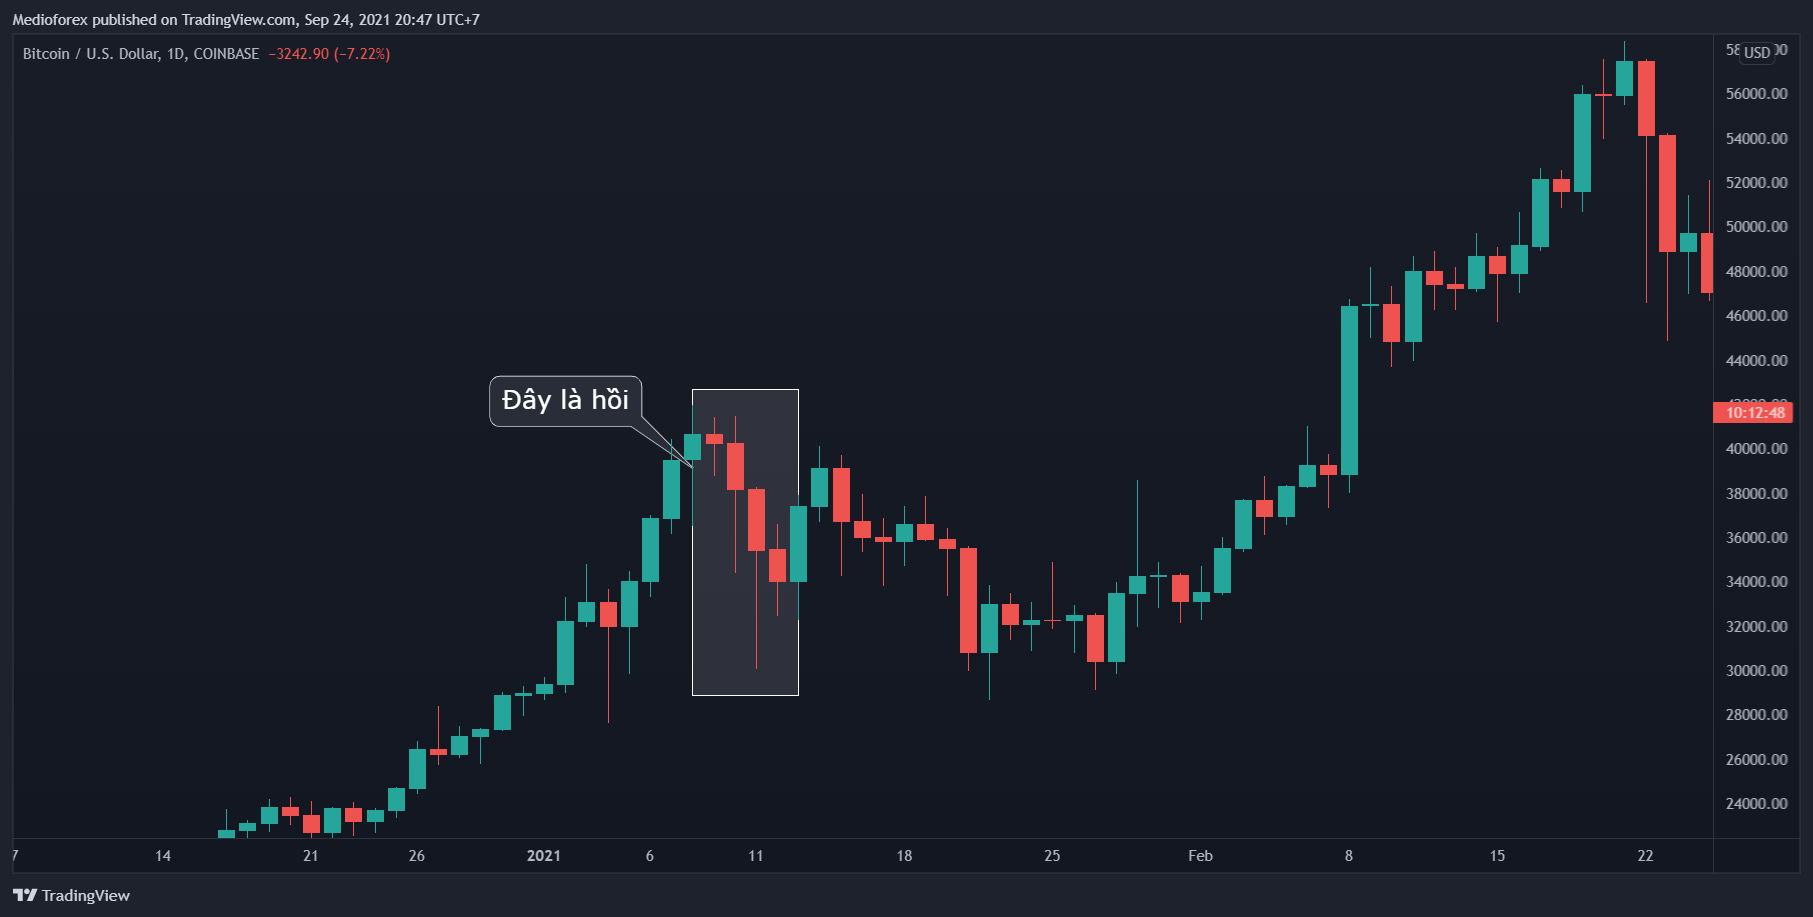 Medioforex published on TradingView.com, Sep 24, 2021 20:47 UTC+7
Bitcoin / U.S. Dollar, 1D, COINBASE −3242.90 (−7.22%)
USD
56000.00
54000.00
52000.00
50000.00
48000.00
46000.00
44000.00
10:12:48
40000.00
38000.00
36000.00
34000.00
32000.00
30000.00
28000.00
26000.00
24000.00
Đây là hồi
7 14 21 26 2021 6 11 18 25 Feb 8 15 22
TradingView